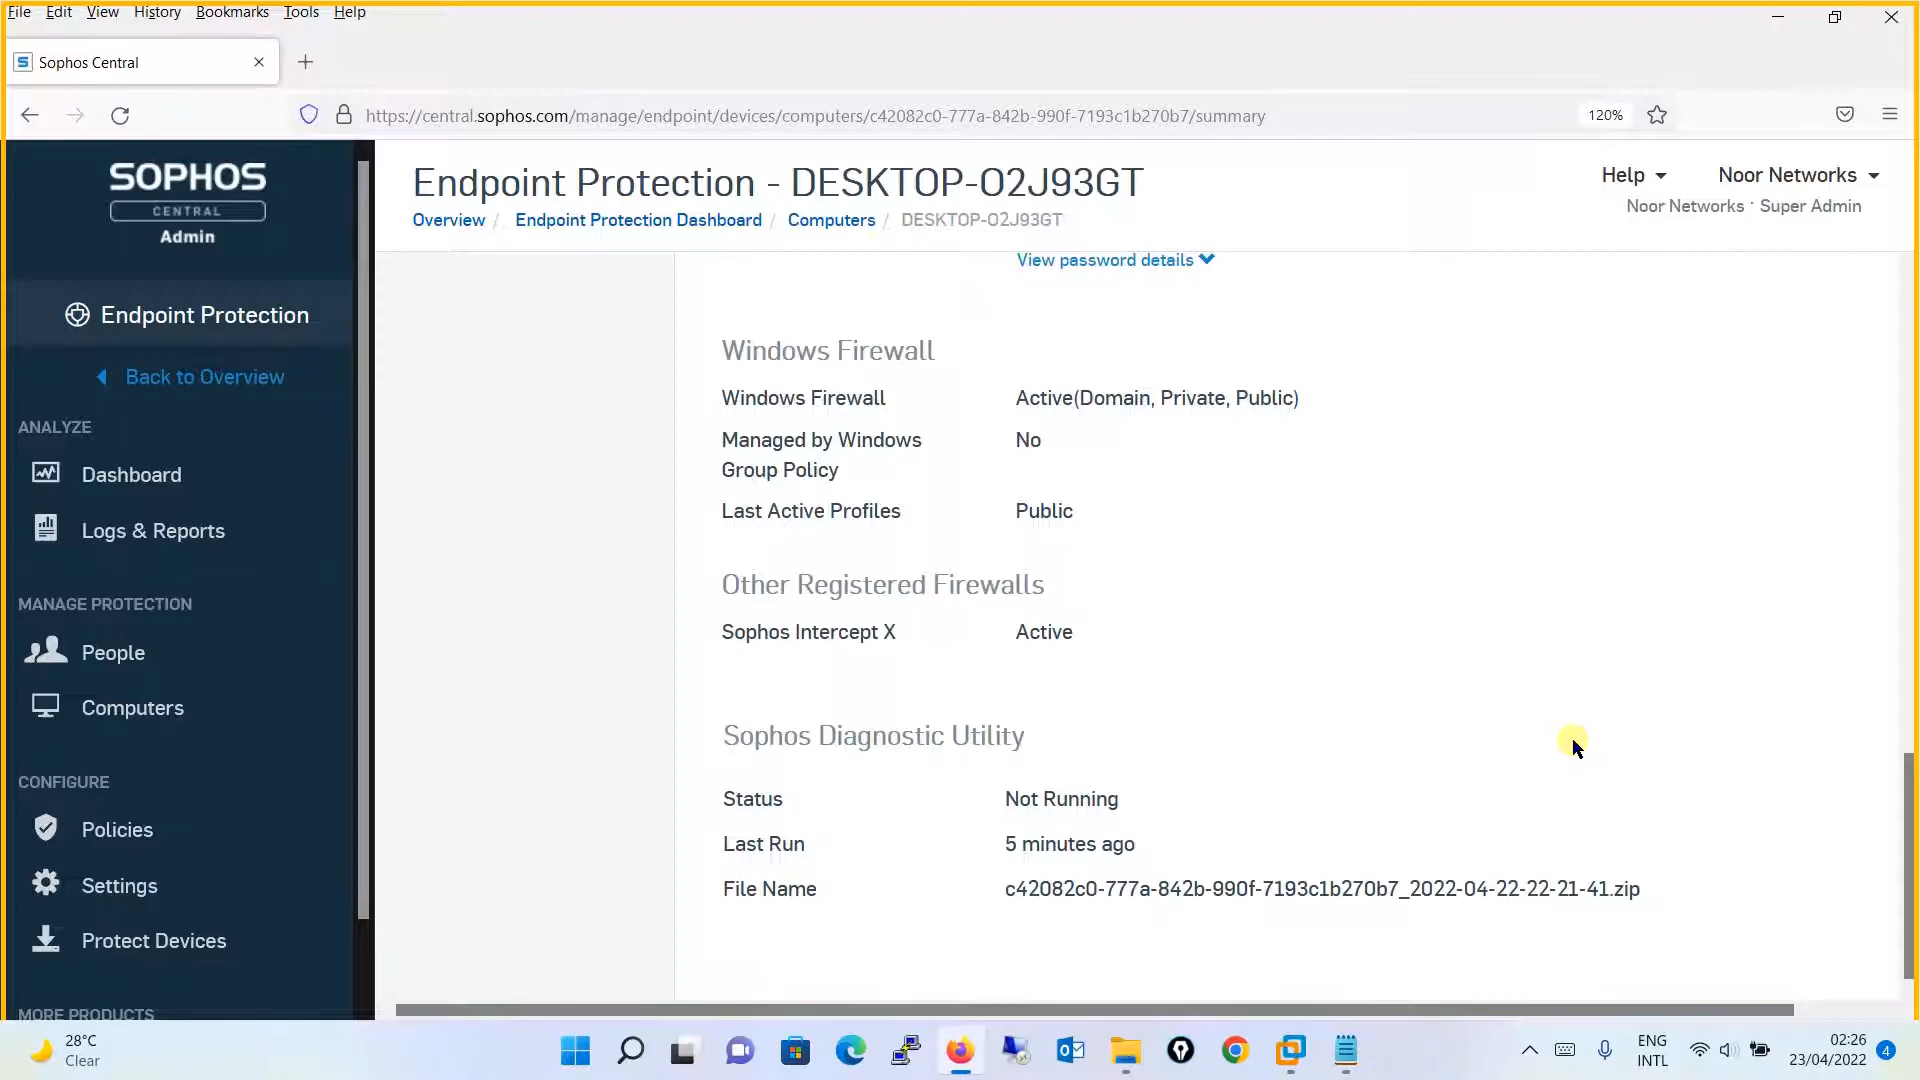 File Edit View History Bookmarks Tools Help
Sophos Central
https://central.sophos.com/manage/endpoint/devices/computers/c42082c0-777a-842b-990f-7193c1b270b7/summary
120%
SOPHOS
CENTRAL
Admin
Endpoint Protection
Back to Overview
ANALYZE
Dashboard
Logs & Reports
MANAGE PROTECTION
People
Computers
CONFIGURE
Policies
Settings
Protect Devices
MORE PRODUCTS
Endpoint Protection - DESKTOP-O2J93GT
Overview / Endpoint Protection Dashboard / Computers / DESKTOP-O2J93GT
Help
Noor Networks
Noor Networks · Super Admin
View password details
Windows Firewall
Windows Firewall Active(Domain, Private, Public)
Managed by Windows No
Group Policy
Last Active Profiles Public
Other Registered Firewalls
Sophos Intercept X Active
Sophos Diagnostic Utility
Status Not Running
Last Run 5 minutes ago
File Name c42082c0-777a-842b-990f-7193c1b270b7_2022-04-22-22-21-41.zip
28°C
Clear
ENG
INTL
02:26
23/04/2022
4